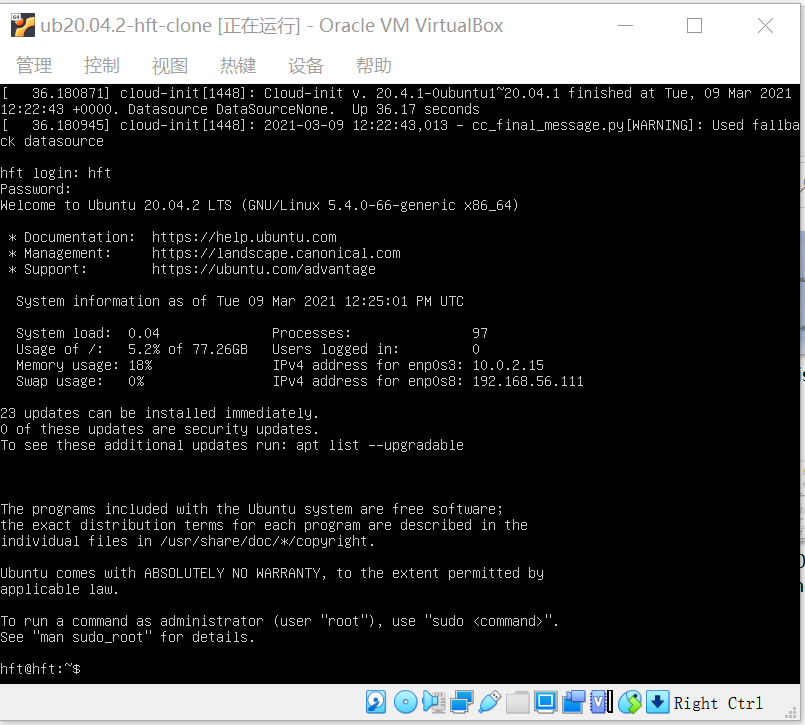 ub20.04.2-hft-clone [正在运行] - Oracle VM VirtualBox
管理 控制 视图 热键 设备 帮助
[   36.180871] cloud-init[1448]: Cloud-init v. 20.4.1-0ubuntu1~20.04.1 finished at Tue, 09 Mar 2021
12:22:43 +0000. Datasource DataSourceNone.  Up 36.17 seconds
[   36.180945] cloud-init[1448]: 2021-03-09 12:22:43,013 - cc_final_message.py[WARNING]: Used fallba
ck datasource
hft login: hft
Password:
Welcome to Ubuntu 20.04.2 LTS (GNU/Linux 5.4.0-66-generic x86_64)
* Documentation:  https://help.ubuntu.com
* Management:     https://landscape.canonical.com
* Support:        https://ubuntu.com/advantage
System information as of Tue 09 Mar 2021 12:25:01 PM UTC
System load:  0.04              Processes:               97
Usage of /:   5.2% of 77.26GB   Users logged in:         0
Memory usage: 18%               IPv4 address for enp0s3: 10.0.2.15
Swap usage:   0%                IPv4 address for enp0s8: 192.168.56.111
23 updates can be installed immediately.
0 of these updates are security updates.
To see these additional updates run: apt list --upgradable
The programs included with the Ubuntu system are free software;
the exact distribution terms for each program are described in the
individual files in /usr/share/doc/*/copyright.
Ubuntu comes with ABSOLUTELY NO WARRANTY, to the extent permitted by
applicable law.
To run a command as administrator (user "root"), use "sudo <command>".
See "man sudo_root" for details.
hft@hft:~$
Right Ctrl